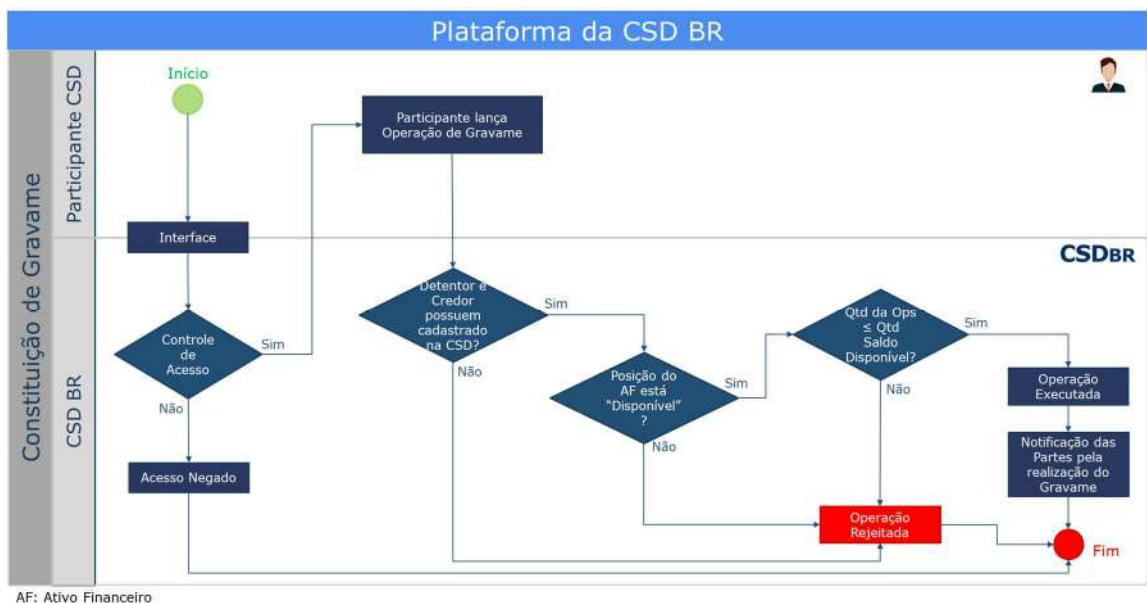 Plataforma da CSD BR
Constituição de Gravame
Participante CSD
Início
Participante lança
Operação de Gravame
Interface
CSD BR
CSDBR
Controle
de
Acesso
Sim
Não
Acesso Negado
Detentor e
Credor
possuem
cadastrado
na CSD?
Sim
Não
Posição do
AF está
“Disponível”
?
Sim
Não
Qtd da Ops
≤ Qtd
Saldo
Disponível?
Sim
Não
Operação
Executada
Notificação das
Partes pela
realização do
Gravame
Operação
Rejeitada
Fim
AF: Ativo Financeiro